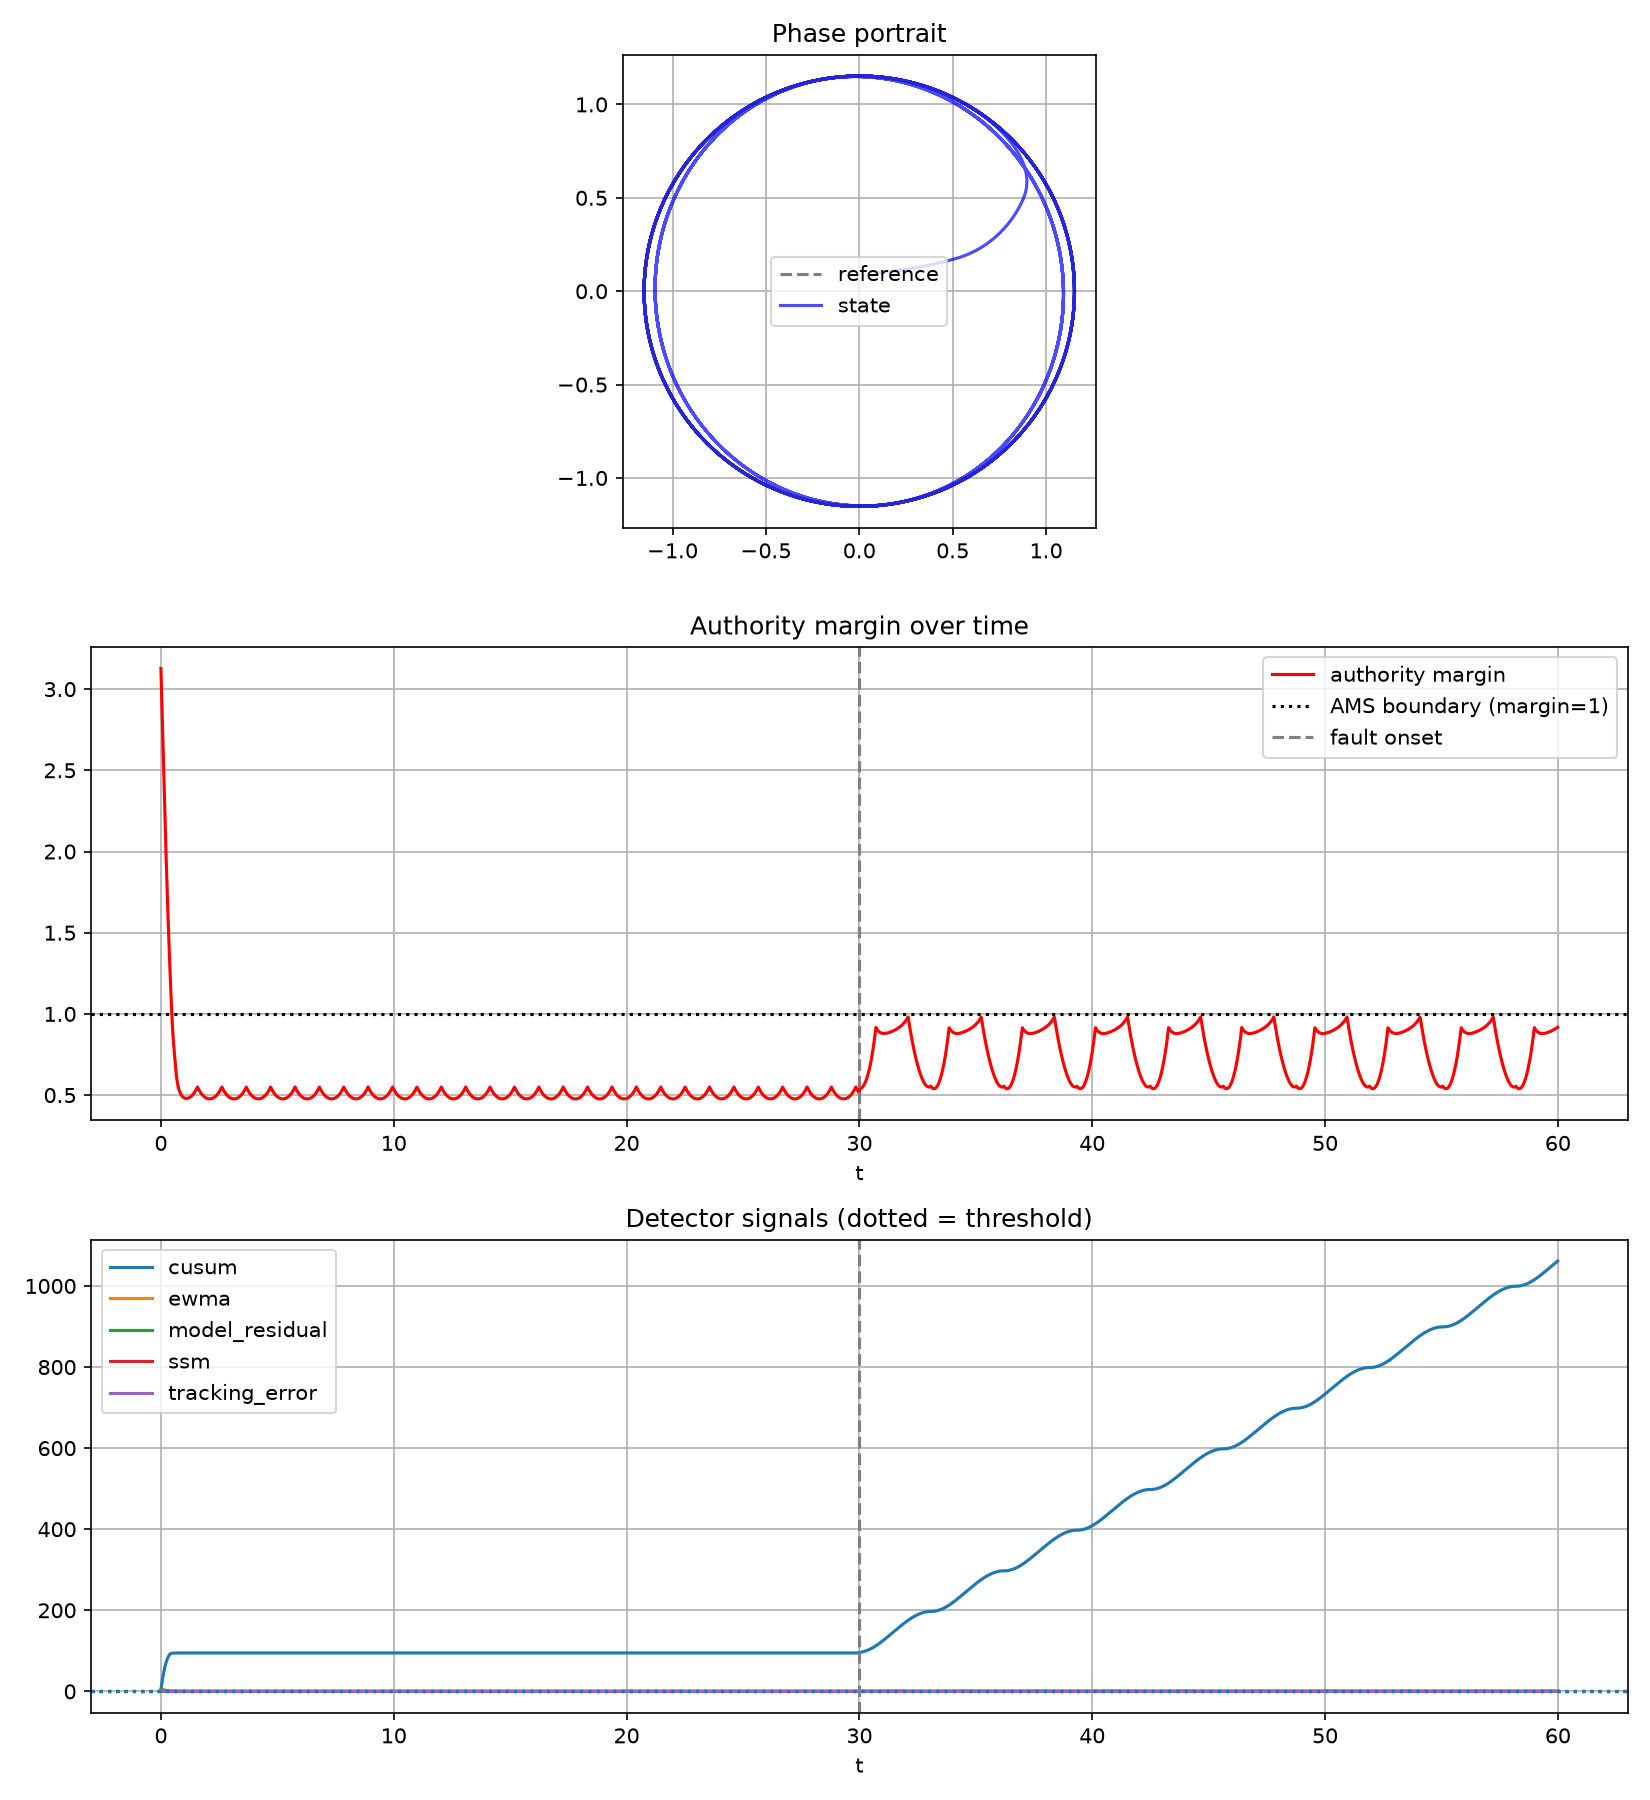 Phase portrait
1.0
0.5
0.0
−0.5
−1.0
reference
state
−1.0 −0.5 0.0 0.5 1.0
Authority margin over time
3.0
2.5
2.0
1.5
1.0
0.5
authority margin
AMS boundary (margin=1)
fault onset
0 10 20 30 40 50 60
t
Detector signals (dotted = threshold)
cusum
ewma
model_residual
ssm
tracking_error
1000
800
600
400
200
0
0 10 20 30 40 50 60
t